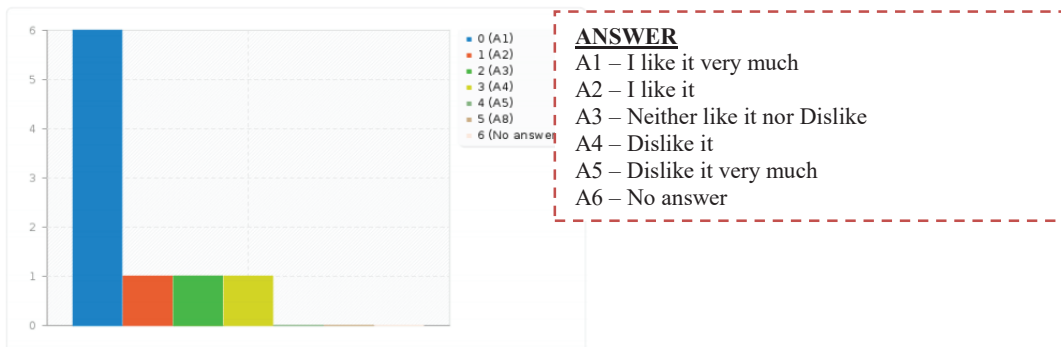 6
5
4
3
2
1
0
0 (A1)
1 (A2)
2 (A3)
3 (A4)
4 (A5)
5 (A8)
6 (No answer
ANSWER
A1 – I like it very much
A2 – I like it
A3 – Neither like it nor Dislike
A4 – Dislike it
A5 – Dislike it very much
A6 – No answer